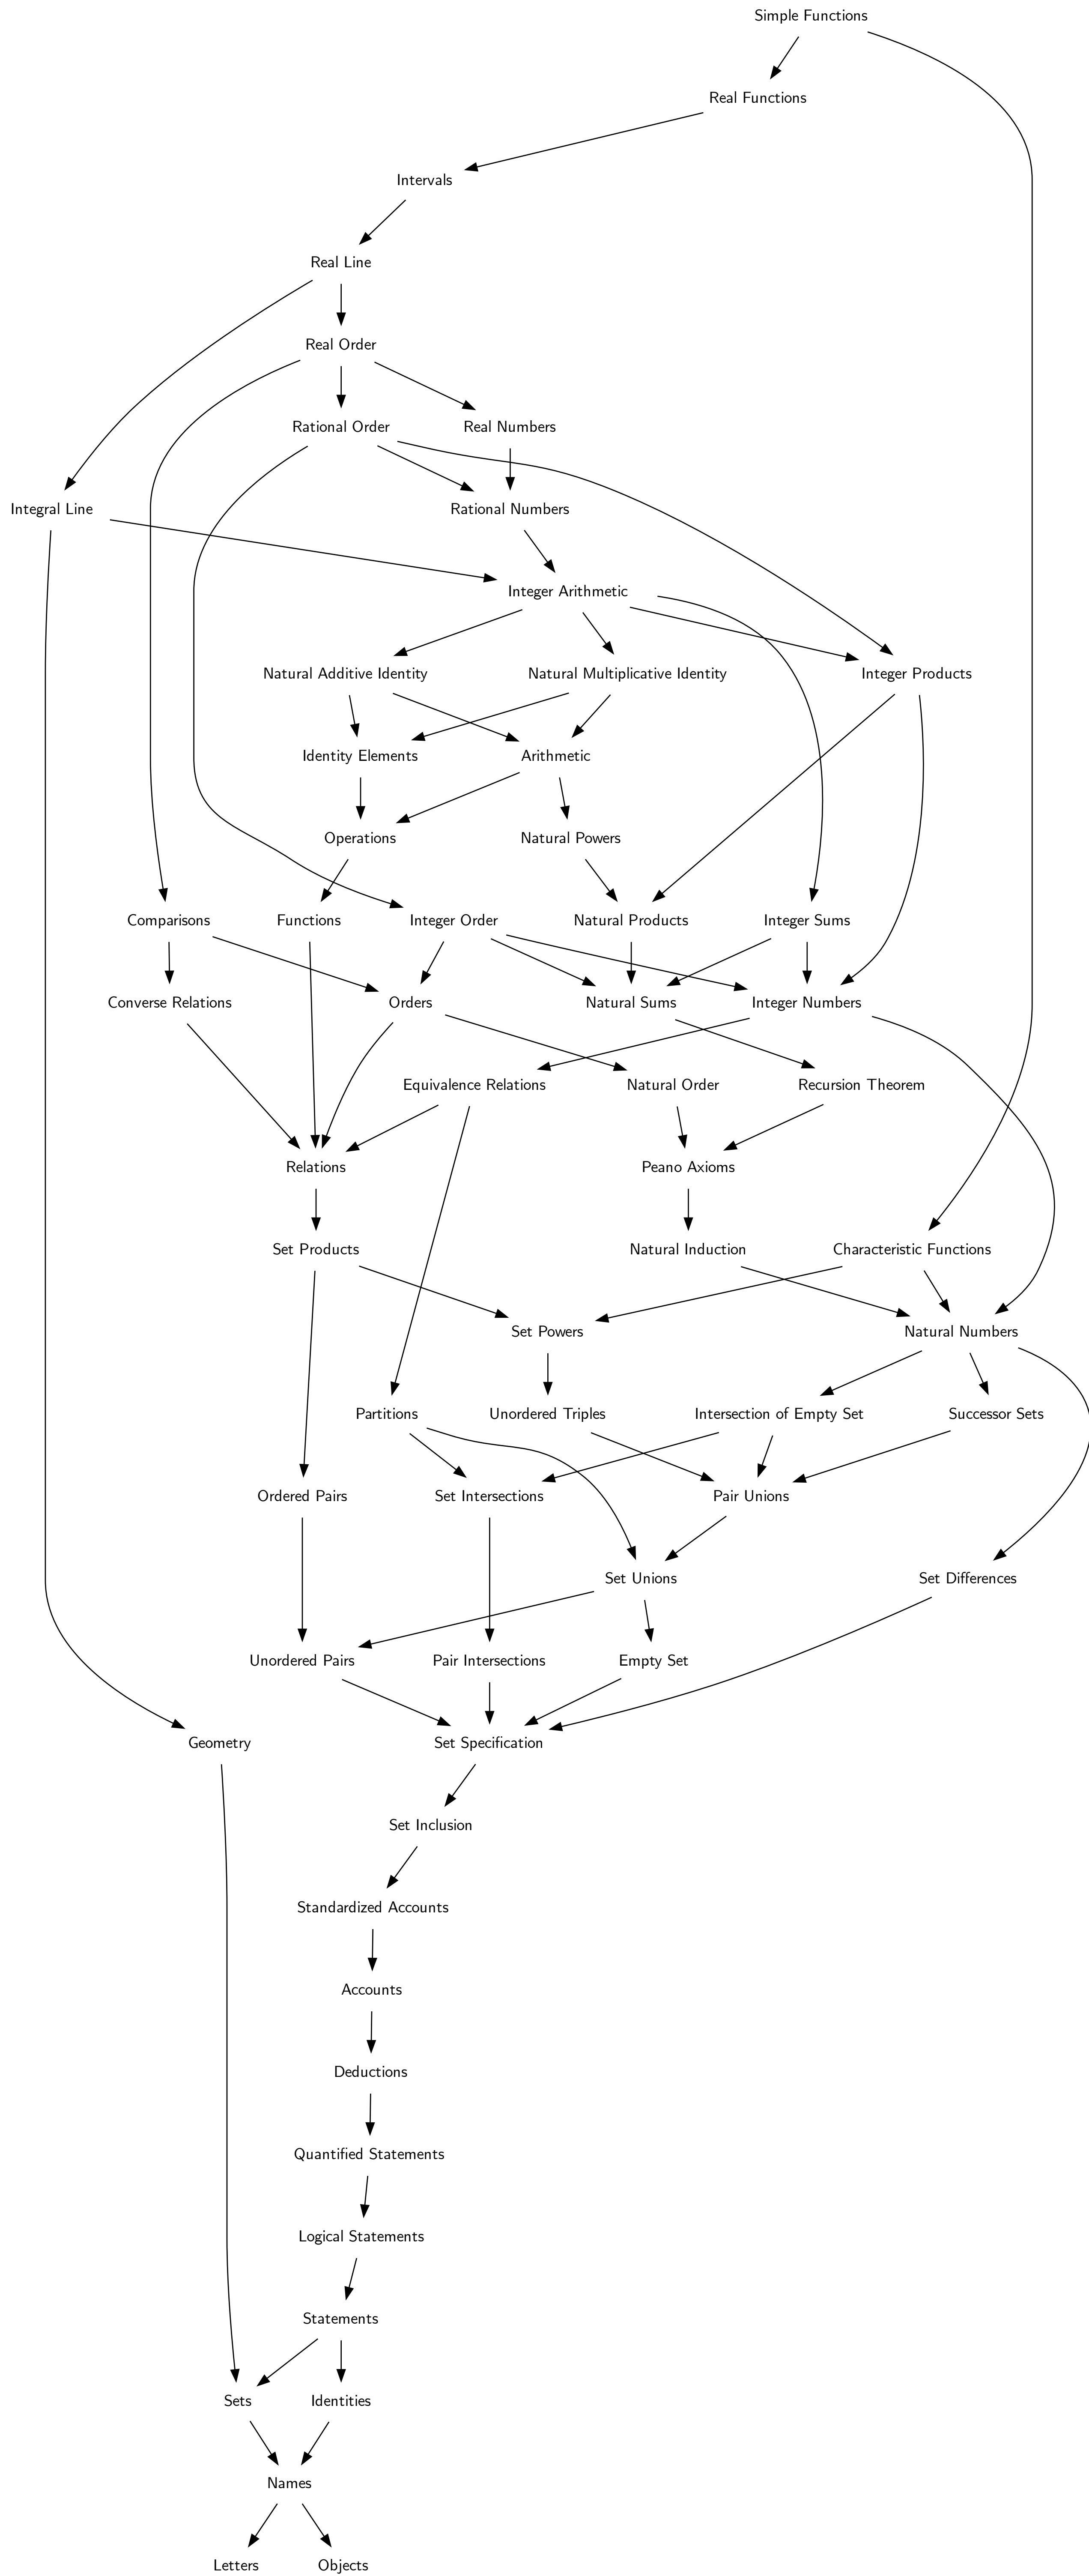 Simple Functions
Real Functions
Intervals
Real Line
Real Order
Rational Order
Real Numbers
Integral Line
Rational Numbers
Integer Arithmetic
Natural Additive Identity
Natural Multiplicative Identity
Integer Products
Identity Elements
Arithmetic
Operations
Natural Powers
Comparisons
Functions
Integer Order
Natural Products
Integer Sums
Converse Relations
Orders
Natural Sums
Integer Numbers
Equivalence Relations
Natural Order
Recursion Theorem
Relations
Peano Axioms
Set Products
Natural Induction
Characteristic Functions
Set Powers
Natural Numbers
Partitions
Unordered Triples
Intersection of Empty Set
Successor Sets
Ordered Pairs
Set Intersections
Pair Unions
Set Unions
Set Differences
Unordered Pairs
Pair Intersections
Empty Set
Geometry
Set Specification
Set Inclusion
Standardized Accounts
Accounts
Deductions
Quantified Statements
Logical Statements
Statements
Sets
Identities
Names
Letters
Objects